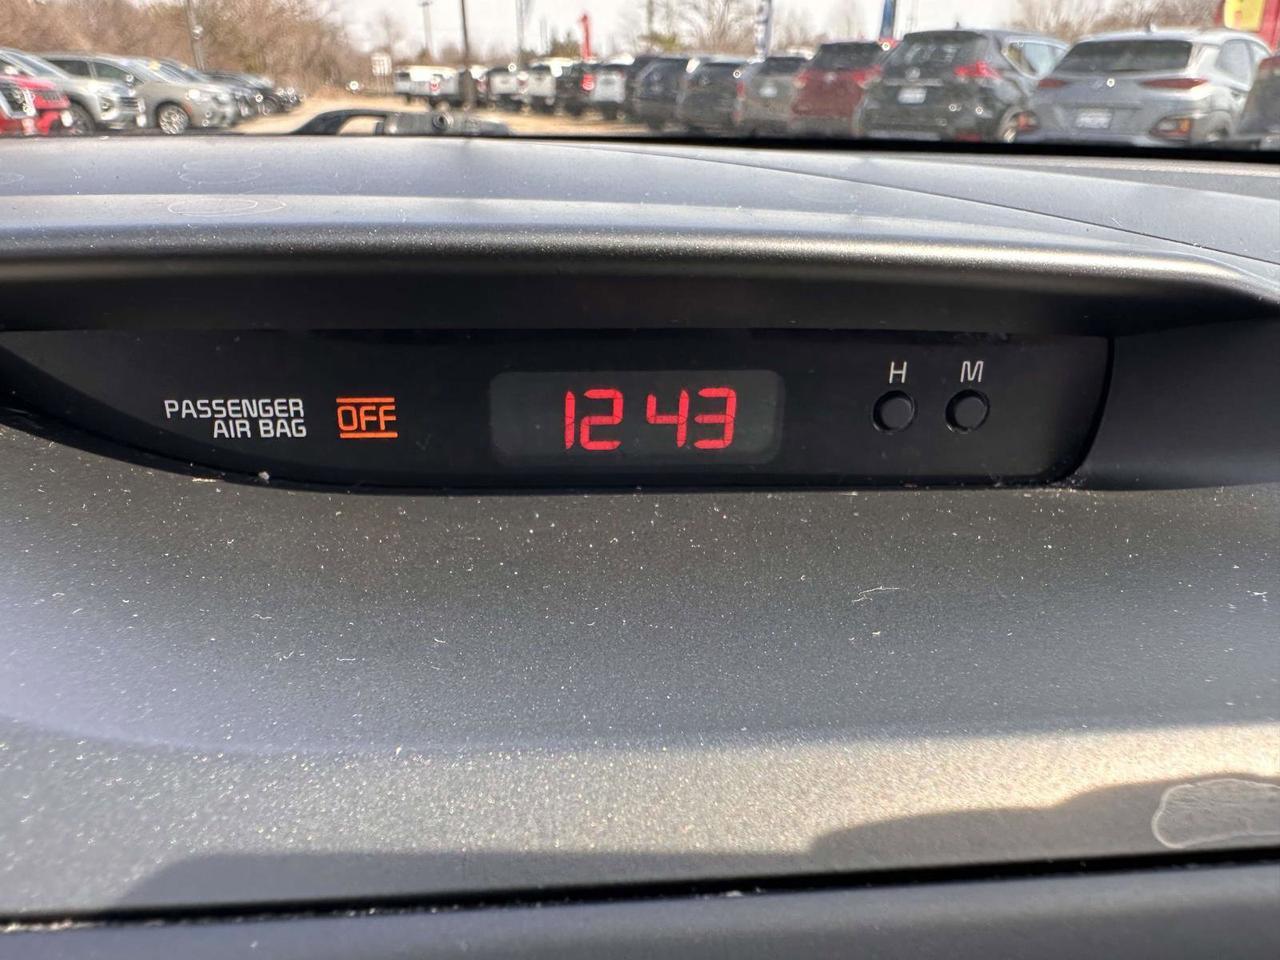 PASSENGER
AIR BAG
OFF
12 43
H M